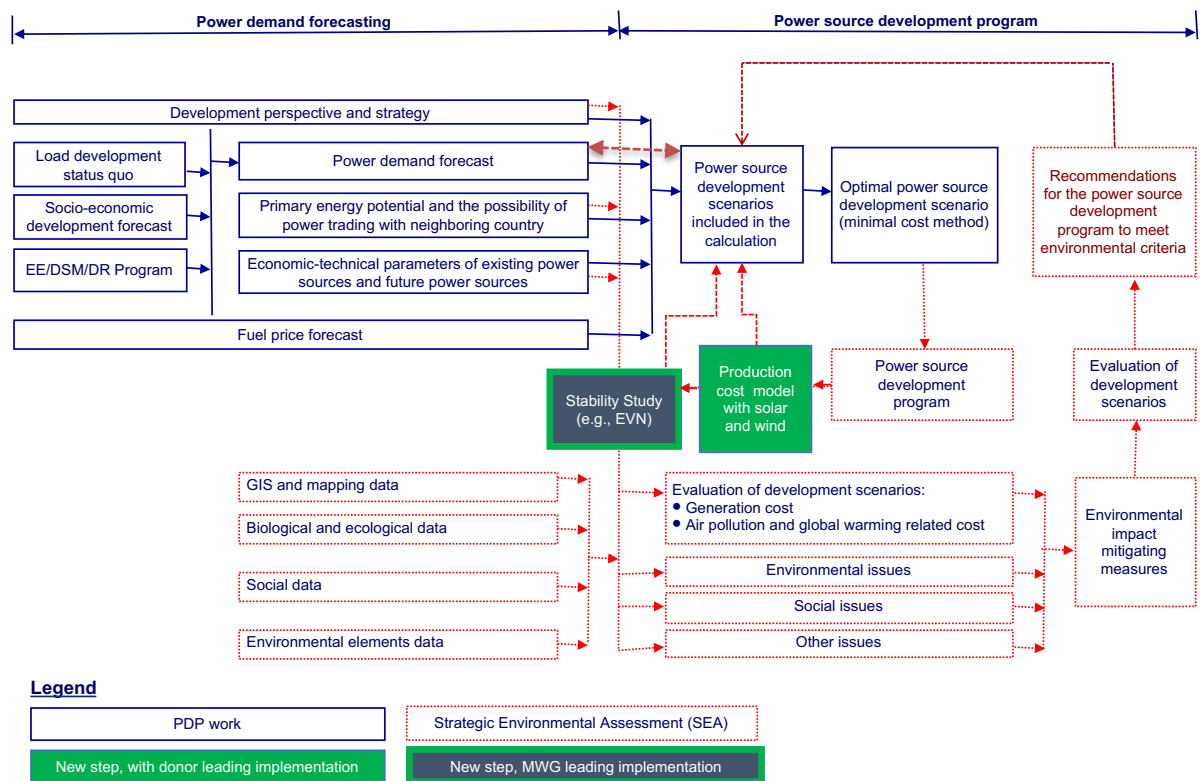 Power demand forecasting
Power source development program
Development perspective and strategy
Load development
status quo
Power demand forecast
Socio-economic
development forecast
Primary energy potential and the possibility of
power trading with neighboring country
EE/DSM/DR Program
Economic-technical parameters of existing power
sources and future power sources
Fuel price forecast
Power source
development
scenarios
included in the
calculation
Optimal power source
development scenario
(minimal cost method)
Recommendations
for the power source
development
program to meet
environmental criteria
Stability Study
(e.g., EVN)
Production
cost model
with solar
and wind
Power source
development
program
Evaluation of
development
scenarios
GIS and mapping data
Biological and ecological data
Social data
Environmental elements data
Evaluation of development scenarios:
● Generation cost
● Air pollution and global warming related cost
Environmental issues
Social issues
Other issues
Environmental
impact
mitigating
measures
Legend
PDP work
Strategic Environmental Assessment (SEA)
New step, with donor leading implementation
New step, MWG leading implementation